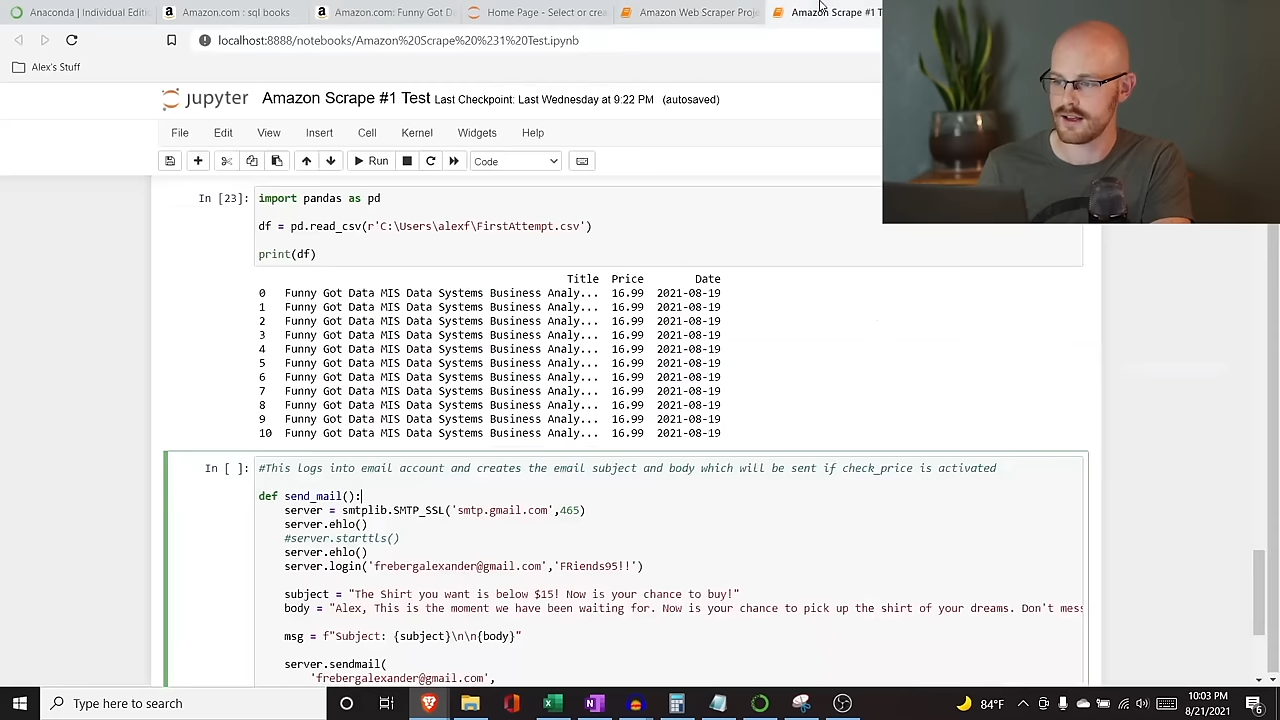 Anaconda | Individual Editi
Amazon.com : sql books
Amazon.com: Funny Got D
Home Page - Select or crea
Amazon Web Scraper Proje
Amazon Scrape #1 T
localhost:8888/notebooks/Amazon%20Scrape%20%231%20Test.ipynb
Alex's Stuff
jupyter Amazon Scrape #1 Test Last Checkpoint: Last Wednesday at 9:22 PM (autosaved)
File Edit View Insert Cell Kernel Widgets Help
Run Code
In [23]: import pandas as pd
df = pd.read_csv(r'C:\Users\alexf\FirstAttempt.csv')
print(df)
Title Price Date
0 Funny Got Data MIS Data Systems Business Analy... 16.99 2021-08-19
1 Funny Got Data MIS Data Systems Business Analy... 16.99 2021-08-19
2 Funny Got Data MIS Data Systems Business Analy... 16.99 2021-08-19
3 Funny Got Data MIS Data Systems Business Analy... 16.99 2021-08-19
4 Funny Got Data MIS Data Systems Business Analy... 16.99 2021-08-19
5 Funny Got Data MIS Data Systems Business Analy... 16.99 2021-08-19
6 Funny Got Data MIS Data Systems Business Analy... 16.99 2021-08-19
7 Funny Got Data MIS Data Systems Business Analy... 16.99 2021-08-19
8 Funny Got Data MIS Data Systems Business Analy... 16.99 2021-08-19
9 Funny Got Data MIS Data Systems Business Analy... 16.99 2021-08-19
10 Funny Got Data MIS Data Systems Business Analy... 16.99 2021-08-19
In [ ]: #This logs into email account and creates the email subject and body which will be sent if check_price is activated
def send_mail():
server = smtplib.SMTP_SSL('smtp.gmail.com',465)
server.ehlo()
#server.starttls()
server.ehlo()
server.login('frebergalexander@gmail.com','FRiends95!!')
subject = "The Shirt you want is below $15! Now is your chance to buy!"
body = "Alex, This is the moment we have been waiting for. Now is your chance to pick up the shirt of your dreams. Don't mess
msg = f"Subject: {subject}\n\n{body}"
server.sendmail(
'frebergalexander@gmail.com',
Type here to search
84°F
10:03 PM
8/21/2021